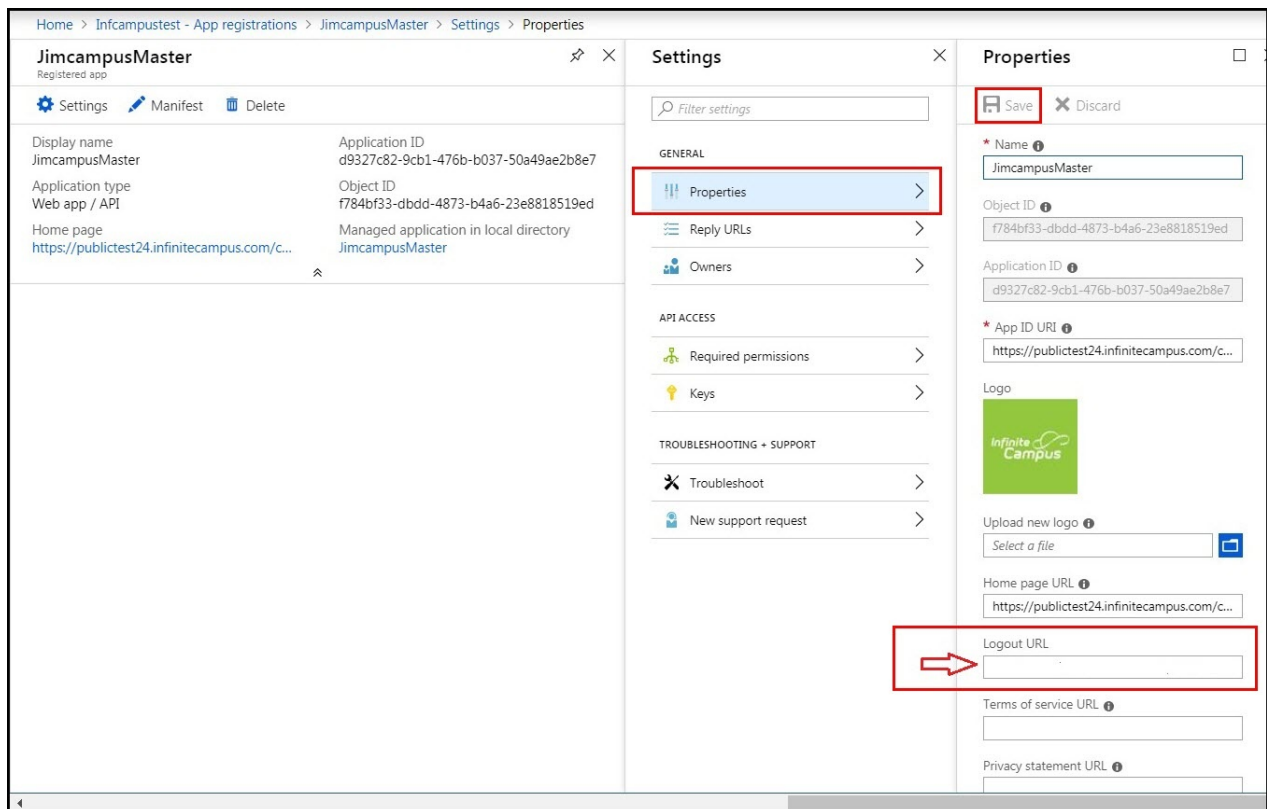 Home > Infcampustest - App registrations > JimcampusMaster > Settings > Properties
JimcampusMaster
Registered app
Settings Manifest Delete
Display name
JimcampusMaster
Application ID
d9327c82-9cb1-476b-b037-50a49ae2b8e7
Application type
Web app / API
Object ID
f784bf33-dbdd-4873-b4a6-23e8818519ed
Home page
https://publictest24.infinitecampus.com/c...
Managed application in local directory
JimcampusMaster
Settings
Filter settings
GENERAL
Properties
Reply URLs
Owners
API ACCESS
Required permissions
Keys
TROUBLESHOOTING + SUPPORT
Troubleshoot
New support request
Properties
Save Discard
* Name
JimcampusMaster
Object ID
f784bf33-dbdd-4873-b4a6-23e8818519ed
Application ID
d9327c82-9cb1-476b-b037-50a49ae2b8e7
* App ID URI
https://publictest24.infinitecampus.com/c...
Logo
Infinite
Campus
Upload new logo
Select a file
Home page URL
https://publictest24.infinitecampus.com/c...
Logout URL
Terms of service URL
Privacy statement URL